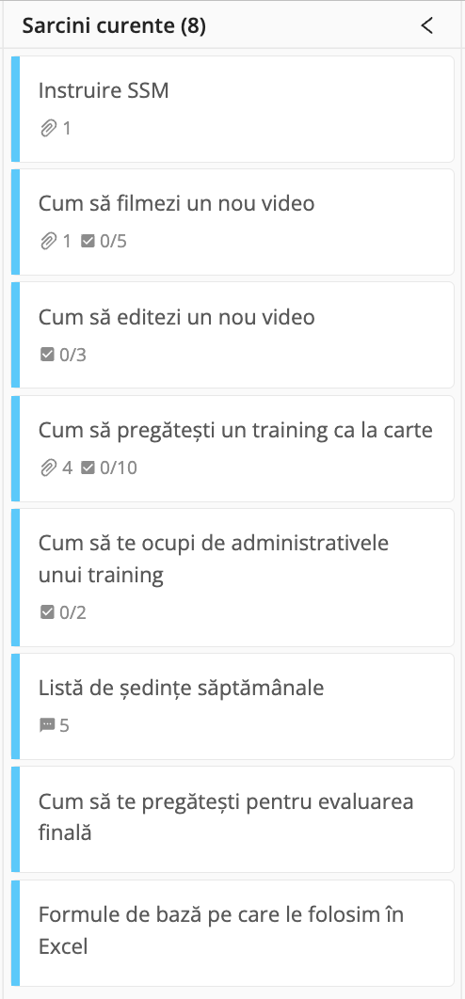 Sarcini curente (8)
Instruire SSM
1
Cum să filmezi un nou video
1 0/5
Cum să editezi un nou video
0/3
Cum să pregătești un training ca la carte
4 0/10
Cum să te ocupi de administrativele
unui training
0/2
Listă de ședințe săptămânale
5
Cum să te pregătești pentru evaluarea
finală
Formule de bază pe care le folosim în
Excel